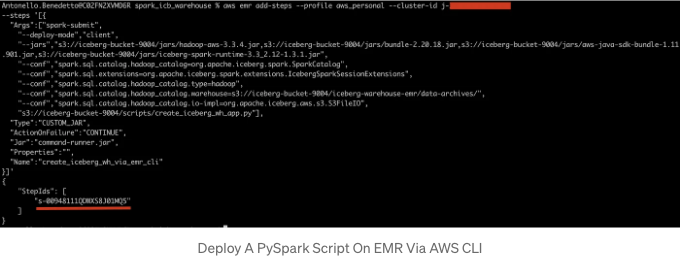 Antonello.Benedetto@C02FN2XVMD6R spark_icb_warehouse % aws emr add-steps --profile aws_personal --cluster-id j-
--steps '[{
"Args":["spark-submit",
"--deploy-mode","client",
"--jars","s3://iceberg-bucket-9004/jars/hadoop-aws-3.3.4.jar,s3://iceberg-bucket-9004/jars/bundle-2.20.18.jar,s3://iceberg-bucket-9004/jars/aws-java-sdk-bundle-1.11
.901.jar,s3://iceberg-bucket-9004/jars/iceberg-spark-runtime-3.3_2.12-1.3.1.jar",
"--conf","spark.sql.catalog.hadoop_catalog=org.apache.iceberg.spark.SparkCatalog",
"--conf","spark.sql.extensions=org.apache.iceberg.spark.extensions.IcebergSparkSessionExtensions",
"--conf","spark.sql.catalog.hadoop_catalog.type=hadoop",
"--conf","spark.sql.catalog.hadoop_catalog.warehouse=s3://iceberg-bucket-9004/iceberg-warehouse-emr/data-archives/",
"--conf","spark.sql.catalog.hadoop_catalog.io-impl=org.apache.iceberg.aws.s3.S3FileIO",
"s3://iceberg-bucket-9004/scripts/create_iceberg_wh_app.py"],
"Type":"CUSTOM_JAR",
"ActionOnFailure":"CONTINUE",
"Jar":"command-runner.jar",
"Properties":"",
"Name":"create_iceberg_wh_via_emr_cli"
}]'
{
"StepIds": [
"s-00948111QDWXS8J01MQ5"
]
}
Deploy A PySpark Script On EMR Via AWS CLI